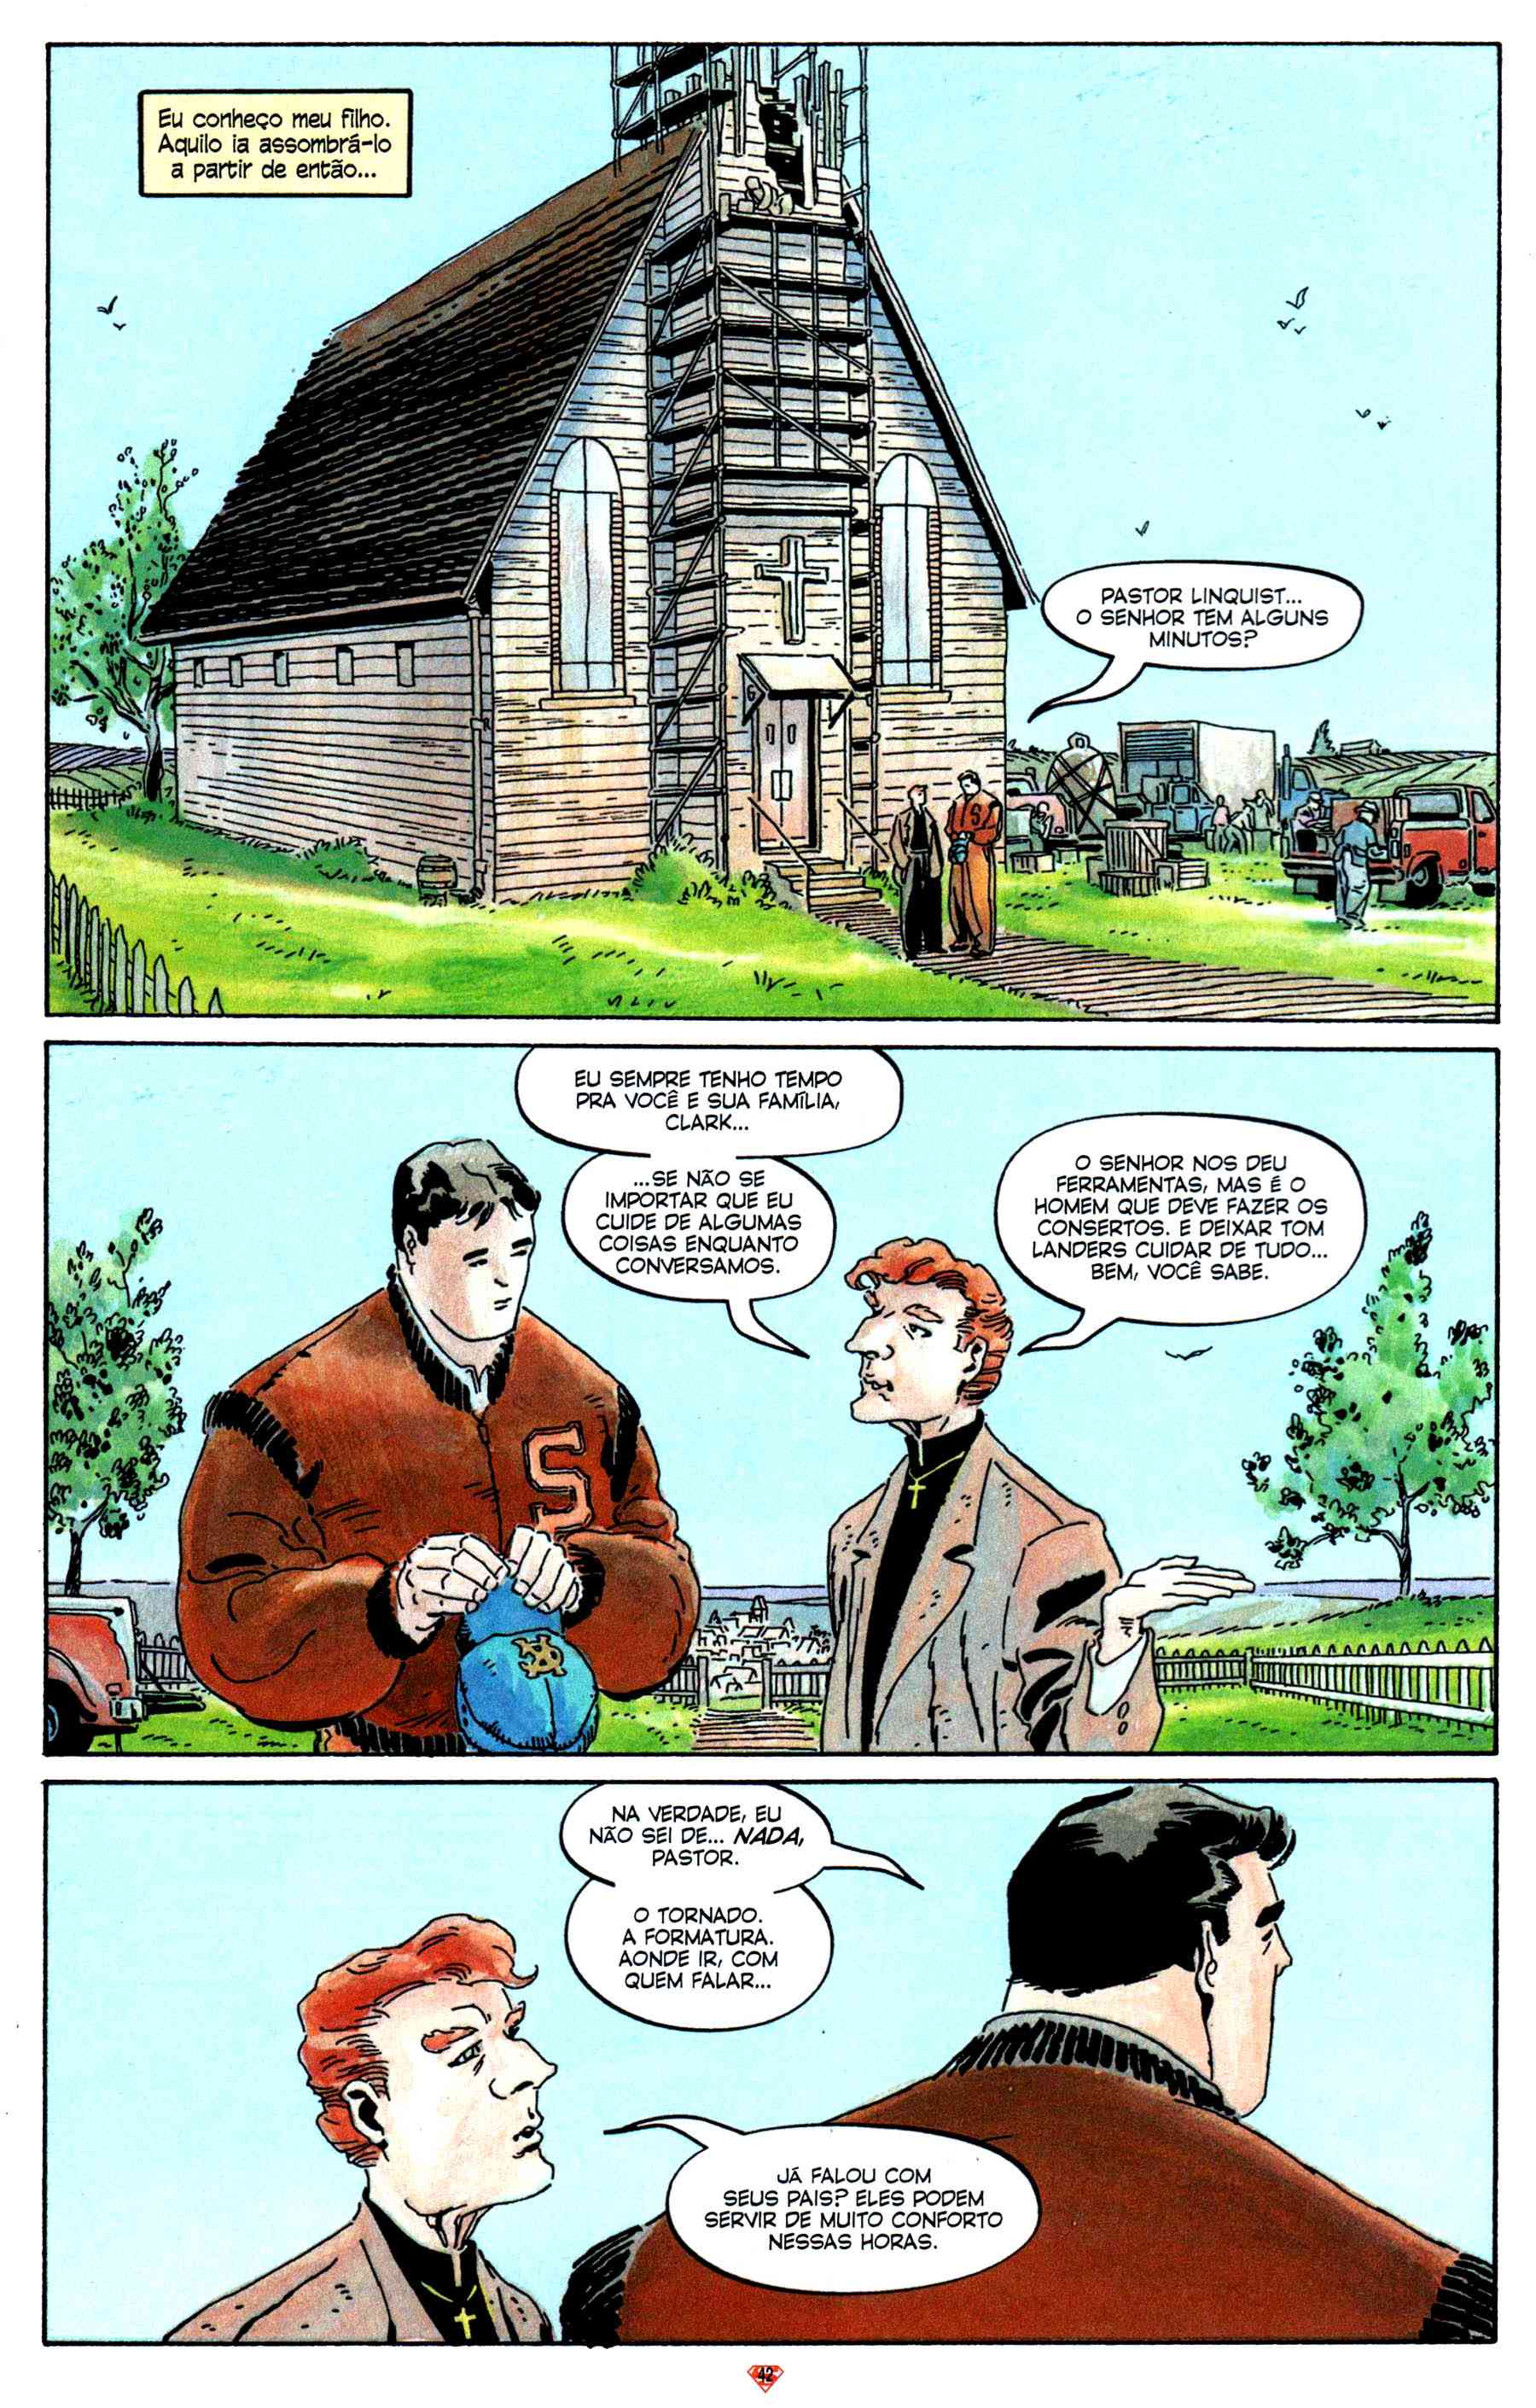 Eu conheço meu filho.
Aquilo ia assombrá-lo
a partir de então...
PASTOR LINQUIST...
O SENHOR TEM ALGUNS
MINUTOS?
EU SEMPRE TENHO TEMPO
PRA VOCÊ E SUA FAMÍLIA,
CLARK...
...SE NÃO SE
IMPORTAR QUE EU
CUIDE DE ALGUMAS
COISAS ENQUANTO
CONVERSAMOS.
O SENHOR NOS DEU
FERRAMENTAS, MAS É O
HOMEM QUE DEVE FAZER OS
CONSERTOS. E DEIXAR TOM
LANDERS CUIDAR DE TUDO...
BEM, VOCÊ SABE.
S
NA VERDADE, EU
NÃO SEI DE... NADA,
PASTOR.
O TORNADO.
A FORMATURA.
AONDE IR, COM
QUEM FALAR...
JÁ FALOU COM
SEUS PAIS? ELES PODEM
SERVIR DE MUITO CONFORTO
NESSAS HORAS.
42